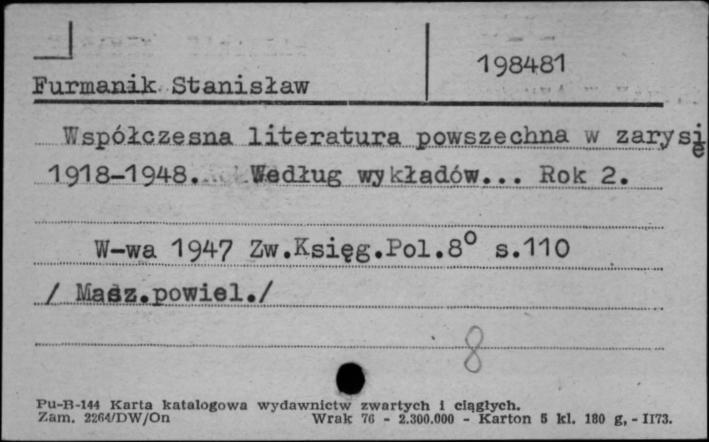 198481
Furmanik Stanisław
Współczesna literatura powszechna w zarysie
1918-1948. Według wykładów... Rok 2.
W-wa 1947 Zw.Księg.Pol.8° s.110
/ Masz.powiel./
8
Pu-B-144 Karta katalogowa wydawnictw zwartych i ciągłych.
Zam. 2264/DW/On Wrak 76 - 2.300.000 - Karton 5 kl. 180 g, - II73.